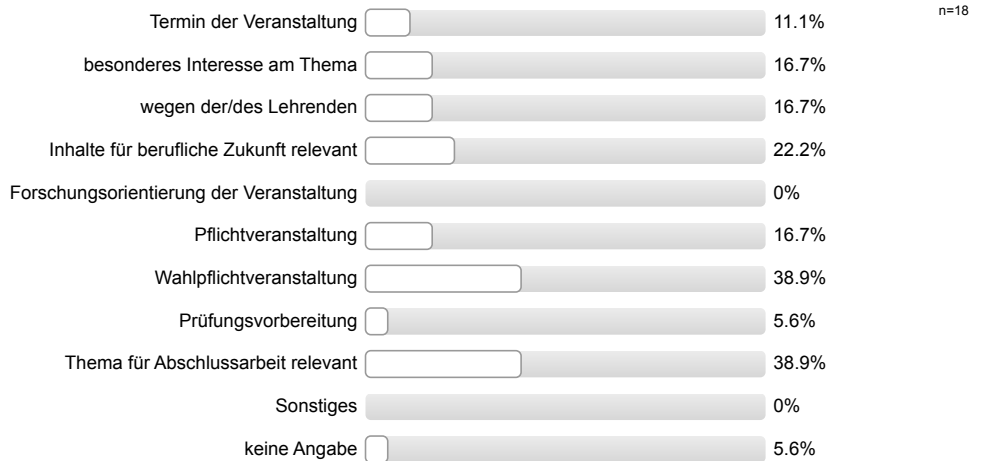 Termin der Veranstaltung 11.1% n=18
besonderes Interesse am Thema 16.7%
wegen der/des Lehrenden 16.7%
Inhalte für berufliche Zukunft relevant 22.2%
Forschungsorientierung der Veranstaltung 0%
Pflichtveranstaltung 16.7%
Wahlpflichtveranstaltung 38.9%
Prüfungsvorbereitung 5.6%
Thema für Abschlussarbeit relevant 38.9%
Sonstiges 0%
keine Angabe 5.6%